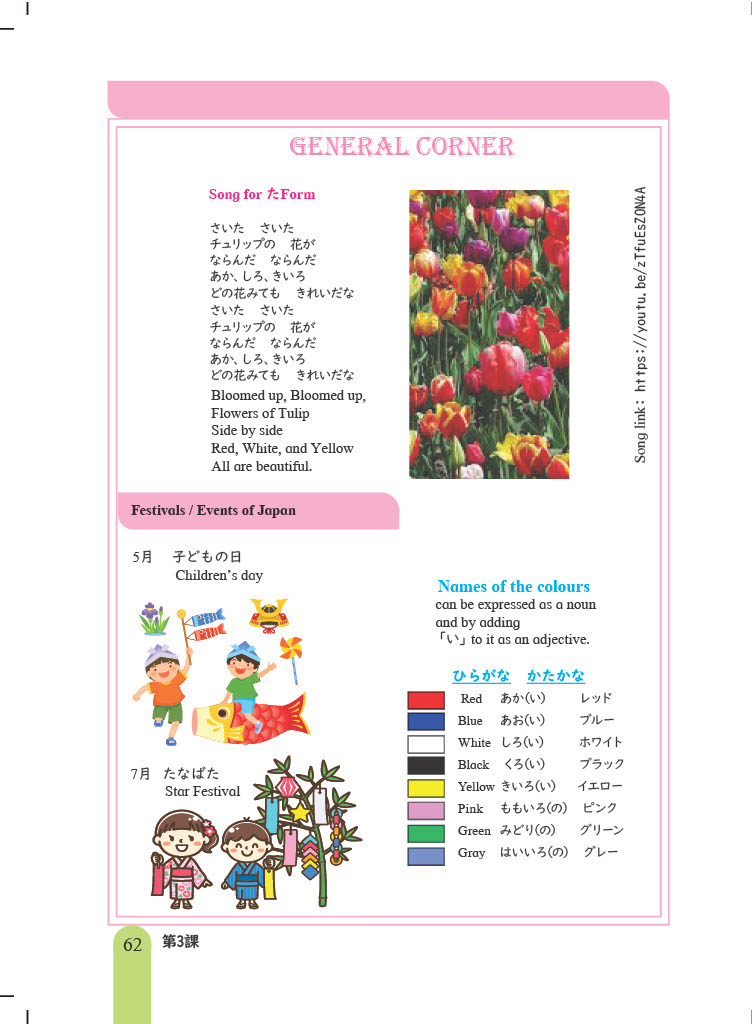 GENERAL CORNER
Song for たForm
さいた さいた
チュリップの 花が
ならんだ ならんだ
あか、しろ、きいろ
どの花みても きれいだな
さいた さいた
チュリップの 花が
ならんだ ならんだ
あか、しろ、きいろ
どの花みても きれいだな
Bloomed up, Bloomed up,
Flowers of Tulip
Side by side
Red, White, and Yellow
All are beautiful.
Song link: https://youtu.be/zTfuEsZON4A
Festivals / Events of Japan
5月 子どもの日
Children's day
7月 たなばた
Star Festival
Names of the colours
can be expressed as a noun
and by adding
「い」 to it as an adjective.
ひらがな かたかな
Red あか(い) レッド
Blue あお(い) ブルー
White しろ(い) ホワイト
Black くろ(い) ブラック
Yellow きいろ(い) イエロー
Pink ももいろ(の) ピンク
Green みどり(の) グリーン
Gray はいいろ(の) グレー
62 第3課